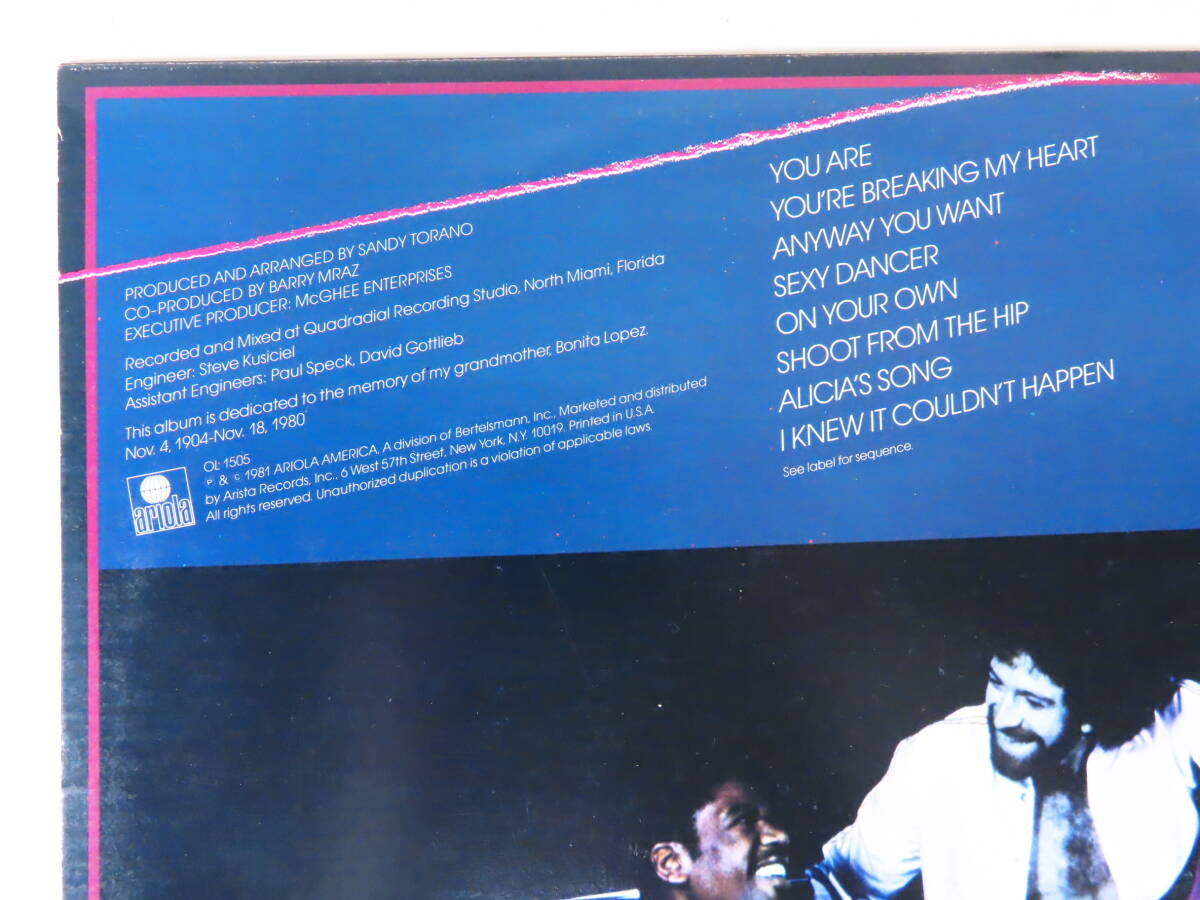 PRODUCED AND ARRANGED BY SANDY TORANO
CO-PRODUCED BY BARRY MRAZ
EXECUTIVE PRODUCER: McGHEE ENTERPRISES
Recorded and Mixed at Quadradial Recording Studio, North Miami, Florida
Engineer: Steve Kusiciel
Assistant Engineers: Paul Speck, David Gottlieb
This album is dedicated to the memory of my grandmother, Bonita Lopez.
Nov. 4, 1904-Nov. 18, 1980
ariola
OL 1505
℗ & © 1981 ARIOLA AMERICA, A division of Bertelsmann, Inc., Marketed and distributed
by Arista Records, Inc., 6 West 57th Street, New York, N.Y. 10019. Printed in U.S.A.
All rights reserved. Unauthorized duplication is a violation of applicable laws.
YOU ARE
YOU'RE BREAKING MY HEART
ANYWAY YOU WANT
SEXY DANCER
ON YOUR OWN
SHOOT FROM THE HIP
ALICIA'S SONG
I KNEW IT COULDN'T HAPPEN
See label for sequence.